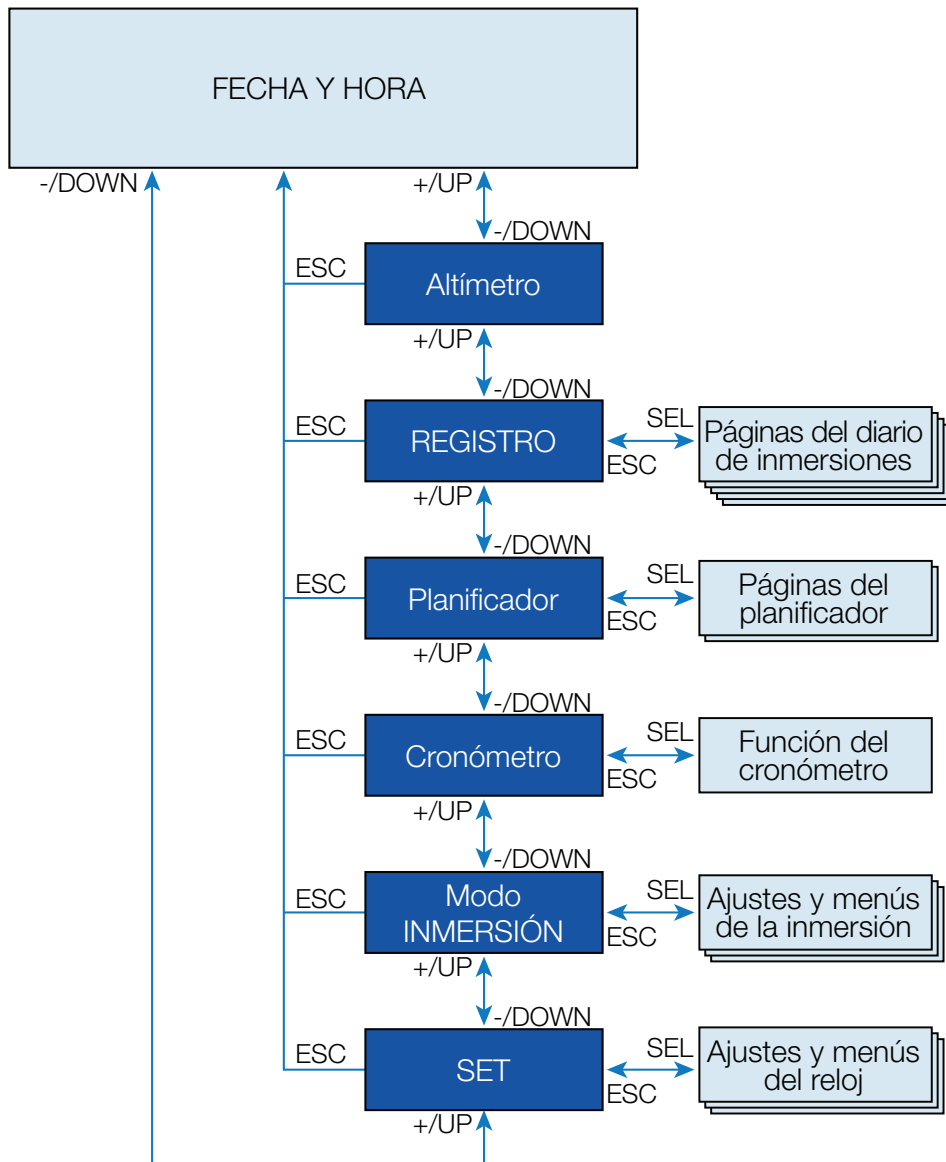 FECHA Y HORA
-/DOWN
+/UP
-/DOWN
ESC
Altímetro
+/UP
-/DOWN
ESC
REGISTRO
SEL
ESC
Páginas del diario
de inmersiones
+/UP
-/DOWN
ESC
Planificador
SEL
ESC
Páginas del
planificador
+/UP
-/DOWN
ESC
Cronómetro
SEL
ESC
Función del
cronómetro
+/UP
-/DOWN
ESC
Modo
INMERSIÓN
SEL
ESC
Ajustes y menús
de la inmersión
+/UP
-/DOWN
ESC
SET
SEL
ESC
Ajustes y menús
del reloj
+/UP